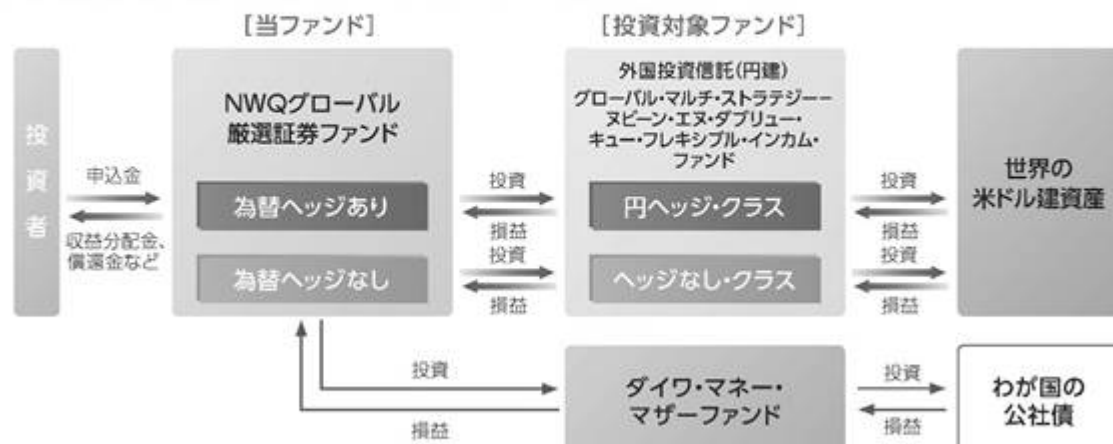 [当ファンド]
[投資対象ファンド]
投資者
申込金
収益分配金、
償還金など
NWQグローバル
厳選証券ファンド
為替ヘッジあり
為替ヘッジなし
投資
損益
投資
損益
外国投資信託(円建)
グローバル・マルチ・ストラテジー－
ヌビーン・エヌ・ダブリュー・
キュー・フレキシブル・インカム・
ファンド
円ヘッジ・クラス
ヘッジなし・クラス
投資
損益
投資
損益
世界の
米ドル建資産
投資
損益
ダイワ・マネー・
マザーファンド
投資
損益
わが国の
公社債